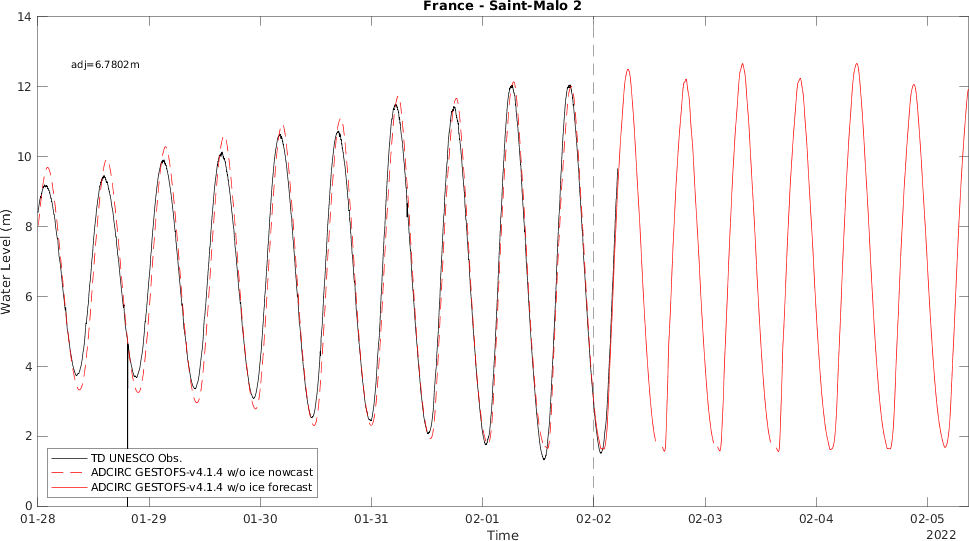 France - Saint-Malo 2
14
adj=6.7802m
12
10
8
6
4
2
0
Water Level (m)
TD UNESCO Obs.
ADCIRC GESTOFS-v4.1.4 w/o ice nowcast
ADCIRC GESTOFS-v4.1.4 w/o ice forecast
01-28 01-29 01-30 01-31 02-01 02-02 02-03 02-04 02-05
Time
2022